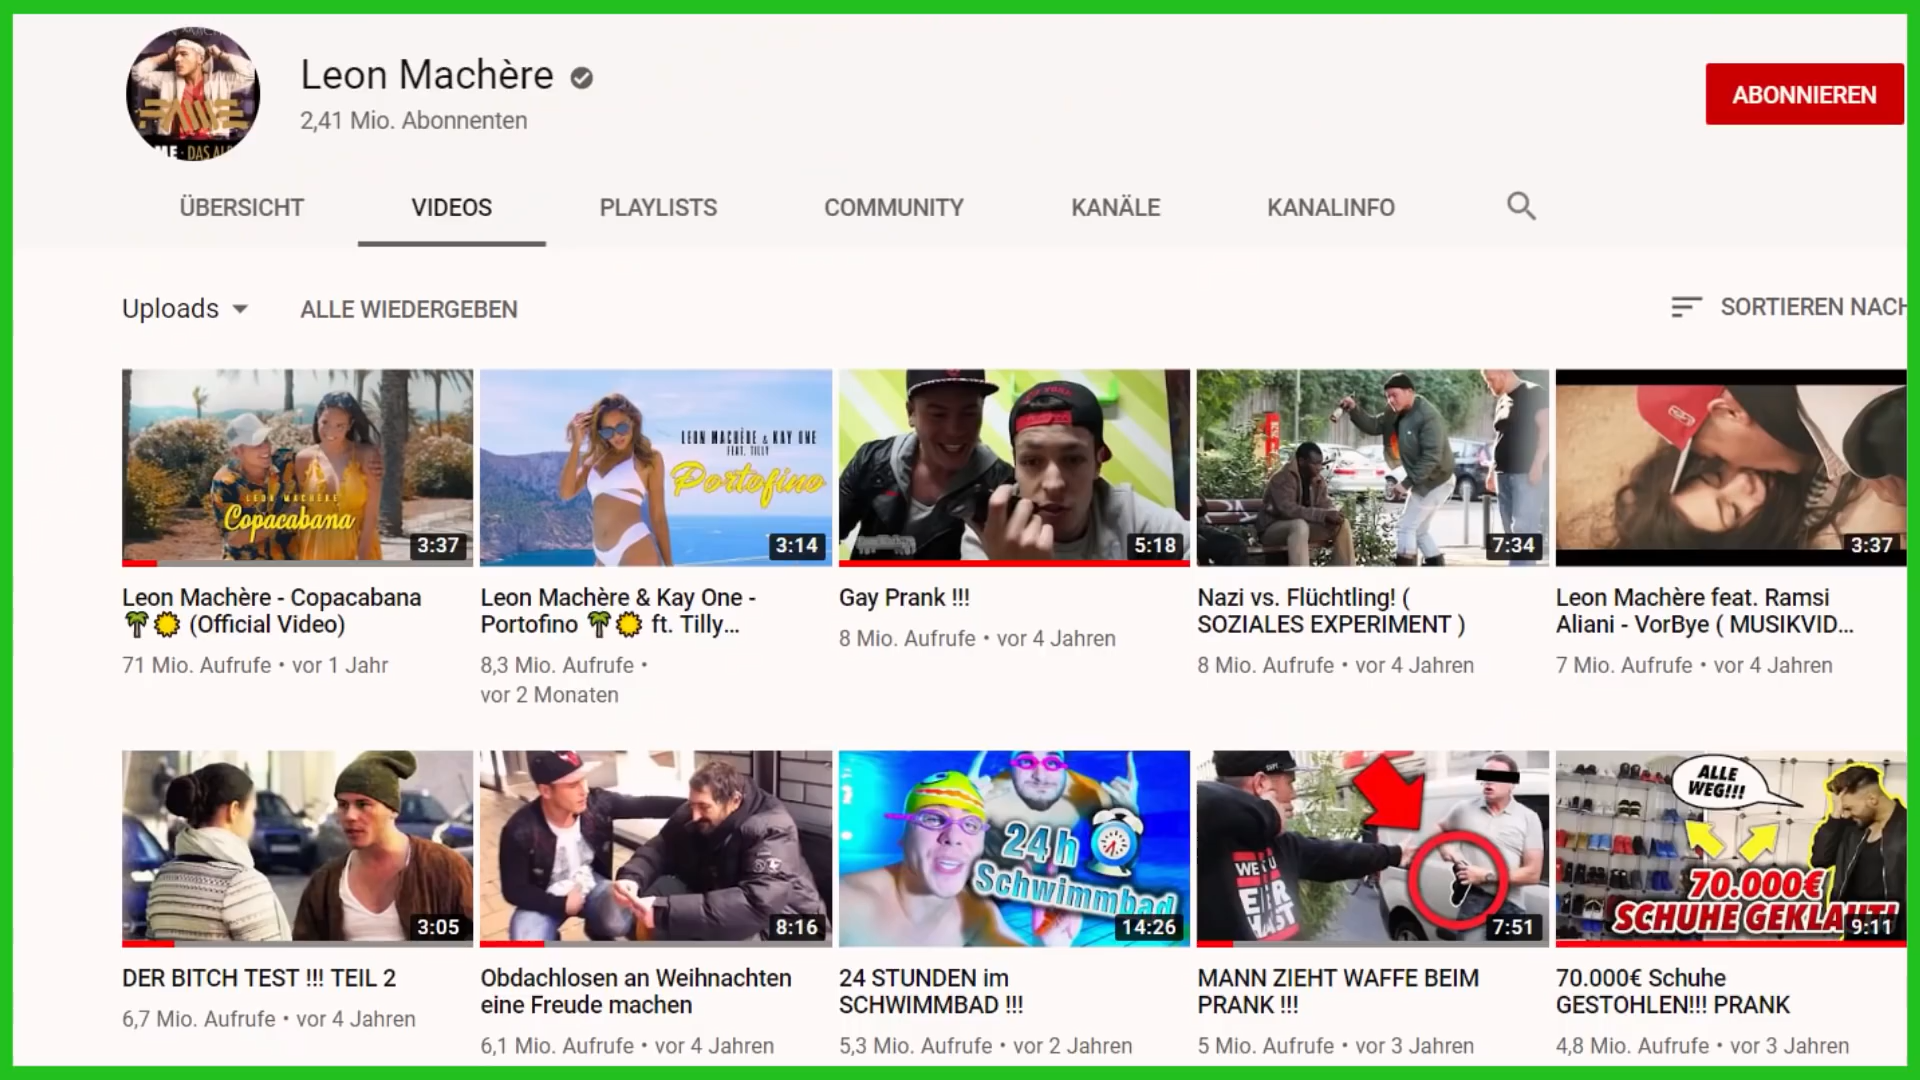 Leon Machère
2,41 Mio. Abonnenten
ABONNIEREN
ME · DAS AL
ÜBERSICHT VIDEOS PLAYLISTS COMMUNITY KANÄLE KANALINFO
Uploads ALLE WIEDERGEBEN SORTIEREN NACH
LEON MACHÈRE
Copacabana
3:37
LEON MACHÈRE & KAY ONE
FEAT. TILLY
Portofino
3:14
5:18
7:34
3:37
Leon Machère - Copacabana
🌴🌞 (Official Video)
71 Mio. Aufrufe • vor 1 Jahr
Leon Machère & Kay One -
Portofino 🌴🌞 ft. Tilly...
8,3 Mio. Aufrufe •
vor 2 Monaten
Gay Prank !!!
8 Mio. Aufrufe • vor 4 Jahren
Nazi vs. Flüchtling! (
SOZIALES EXPERIMENT )
8 Mio. Aufrufe • vor 4 Jahren
Leon Machère feat. Ramsi
Aliani - VorBye ( MUSIKVID...
7 Mio. Aufrufe • vor 4 Jahren
3:05
8:16
24h
Schwimmbad
14:26
7:51
ALLE
WEG!!!
70.000€
SCHUHE GEKLAUT!
9:11
DER BITCH TEST !!! TEIL 2
6,7 Mio. Aufrufe • vor 4 Jahren
Obdachlosen an Weihnachten
eine Freude machen
6,1 Mio. Aufrufe • vor 4 Jahren
24 STUNDEN im
SCHWIMMBAD !!!
5,3 Mio. Aufrufe • vor 2 Jahren
MANN ZIEHT WAFFE BEIM
PRANK !!!
5 Mio. Aufrufe • vor 3 Jahren
70.000€ Schuhe
GESTOHLEN!!! PRANK
4,8 Mio. Aufrufe • vor 3 Jahren